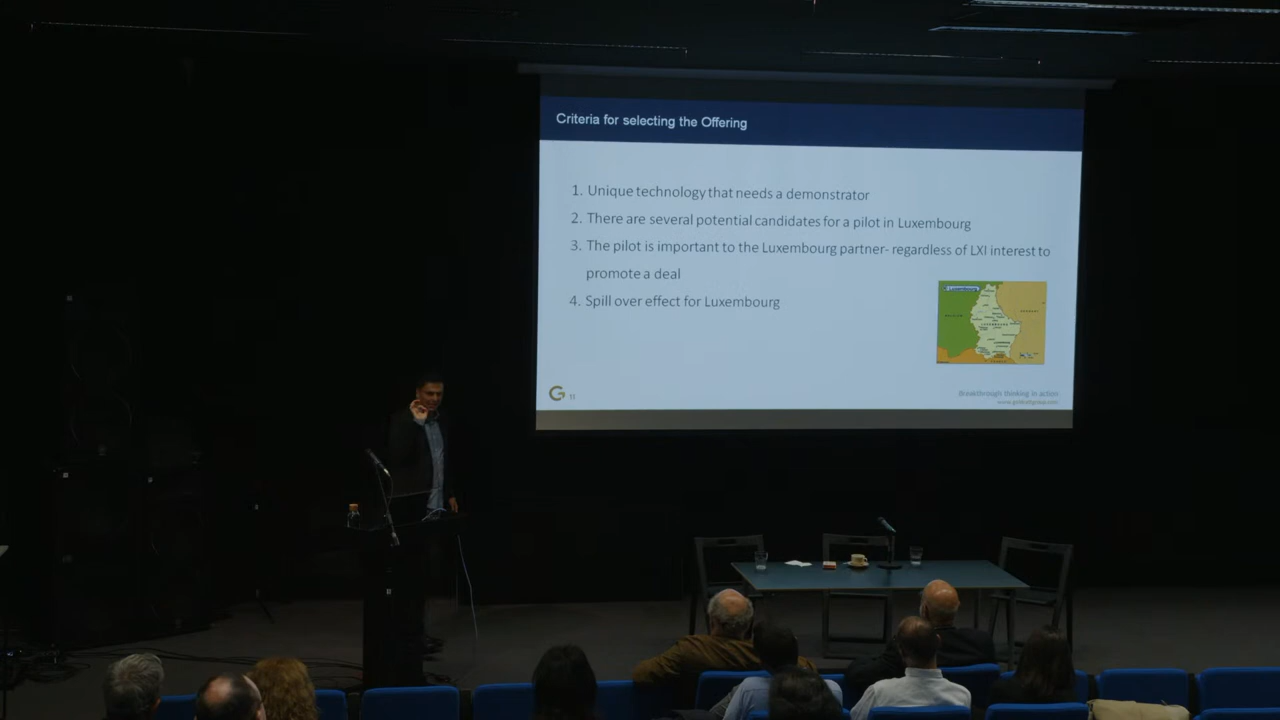 Criteria for selecting the Offering
1. Unique technology that needs a demonstrator
2. There are several potential candidates for a pilot in Luxembourg
3. The pilot is important to the Luxembourg partner- regardless of LXI interest to
promote a deal
4. Spill over effect for Luxembourg
Luxembourg
G 11
Breakthrough thinking in action